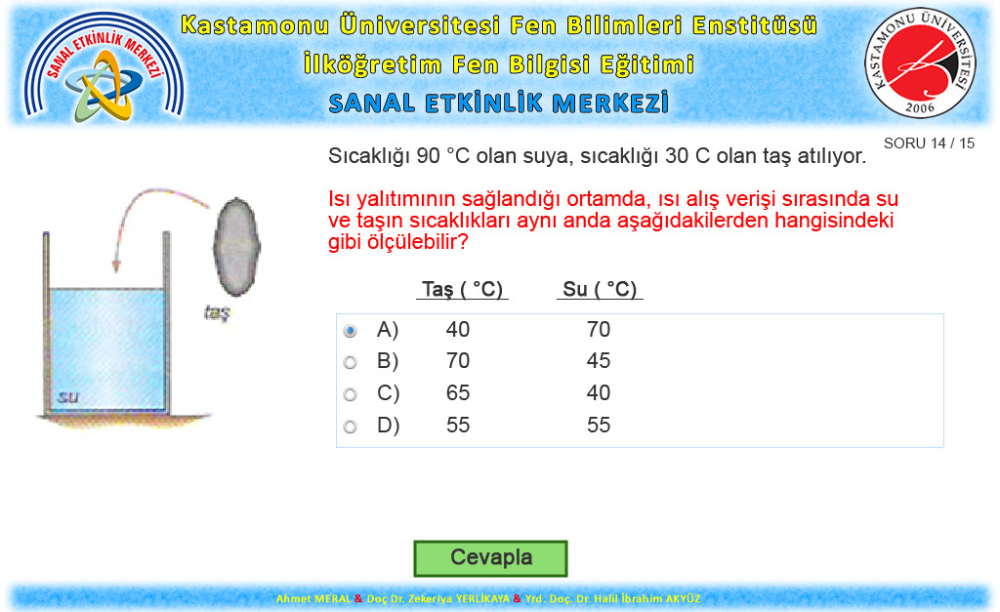 Kastamonu Üniversitesi Fen Bilimleri Enstitüsü
İlköğretim Fen Bilgisi Eğitimi
SANAL ETKİNLİK MERKEZİ
SANAL ETKİNLİK MERKEZİ
KASTAMONU ÜNİVERSİTESİ
2006
SORU 14 / 15
Sıcaklığı 90 °C olan suya, sıcaklığı 30 C olan taş atılıyor.
Isı yalıtımının sağlandığı ortamda, ısı alış verişi sırasında su
ve taşın sıcaklıkları aynı anda aşağıdakilerden hangisindeki
gibi ölçülebilir?
taş
su
Taş ( °C) Su ( °C)
A) 40 70
B) 70 45
C) 65 40
D) 55 55
Cevapla
Ahmet MERAL & Doç Dr. Zekeriya YERLİKAYA & Yrd. Doç. Dr. Halil İbrahim AKYÜZ